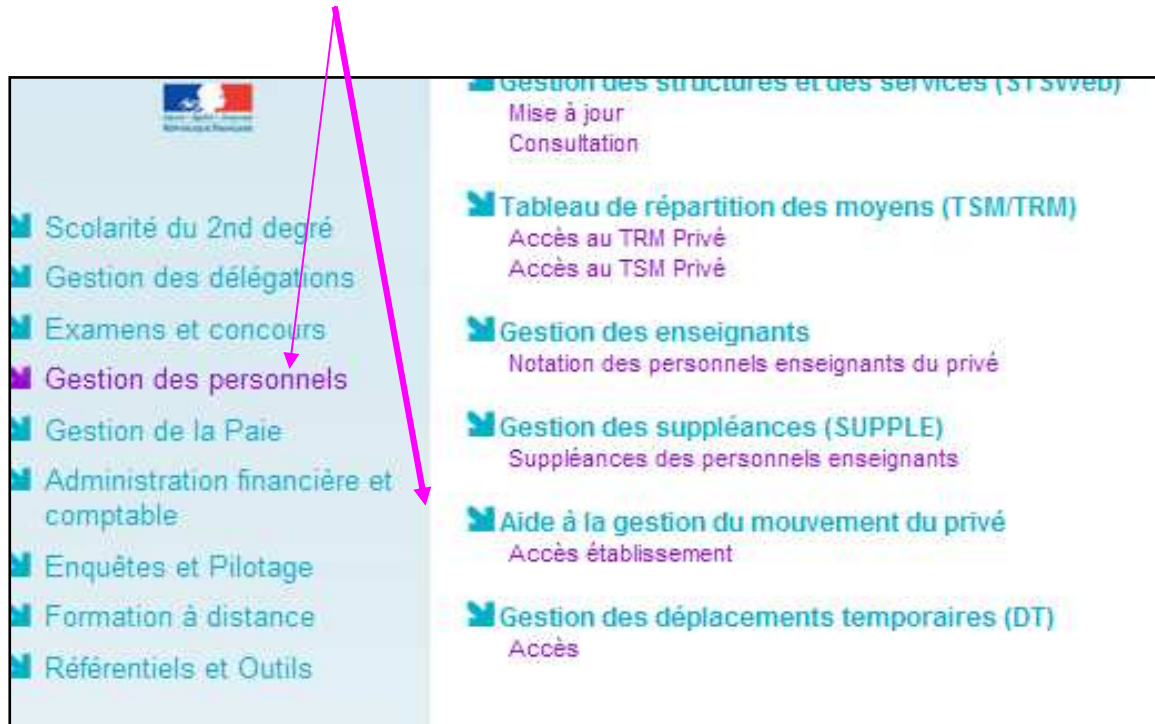 Gestion des structures et des services (STSWeb)
Mise à jour
Consultation
Tableau de répartition des moyens (TSM/TRM)
Accès au TRM Privé
Accès au TSM Privé
Gestion des enseignants
Notation des personnels enseignants du privé
Gestion des suppléances (SUPPLE)
Suppléances des personnels enseignants
Aide à la gestion du mouvement du privé
Accès établissement
Gestion des déplacements temporaires (DT)
Accès
RÉPUBLIQUE FRANÇAISE
Scolarité du 2nd degré
Gestion des délégations
Examens et concours
Gestion des personnels
Gestion de la Paie
Administration financière et
comptable
Enquêtes et Pilotage
Formation à distance
Référentiels et Outils